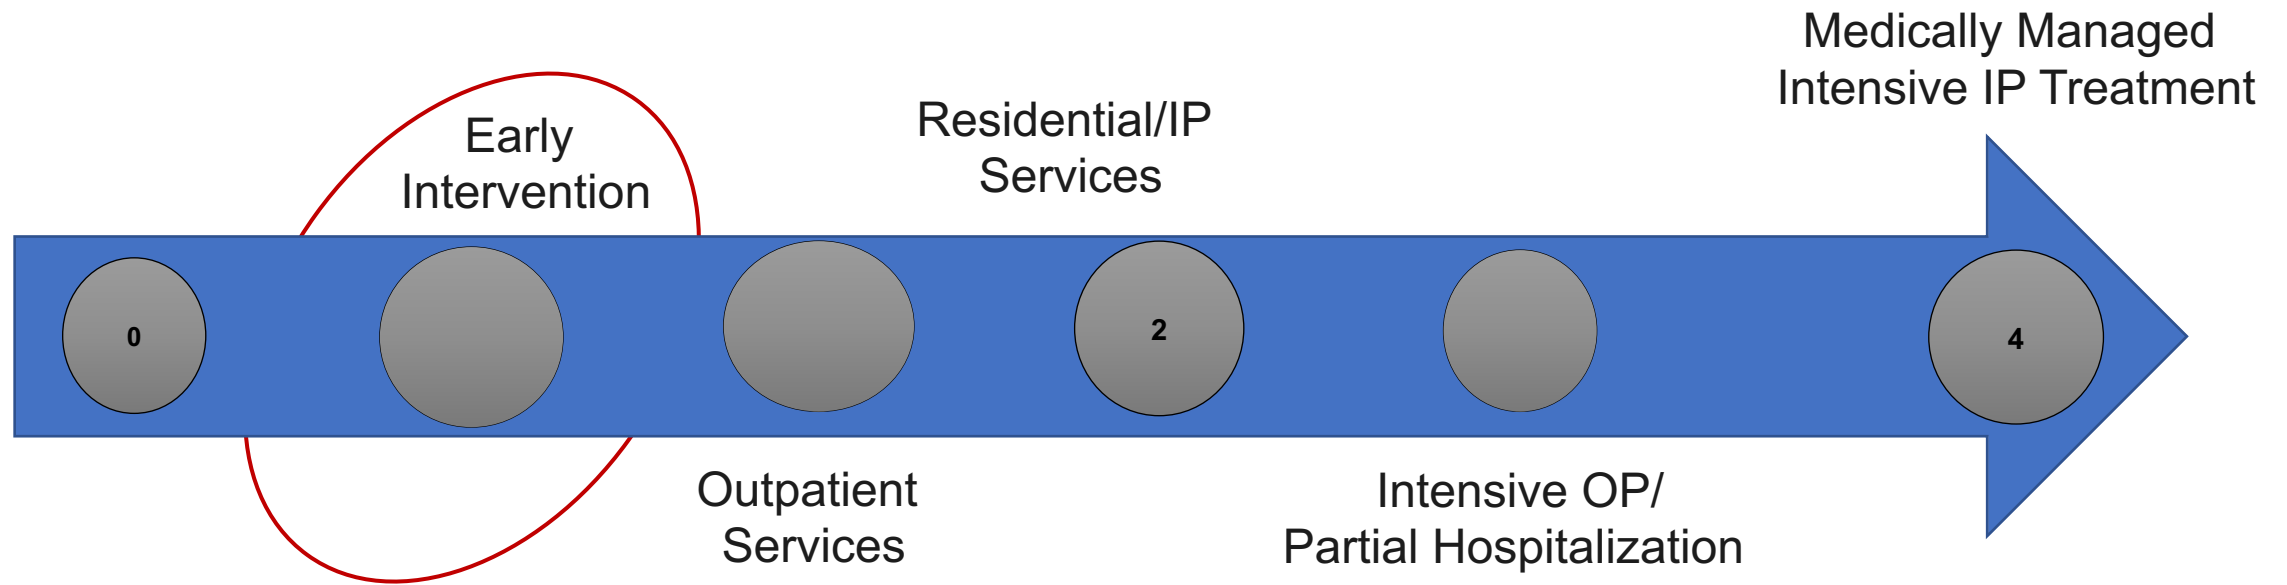 Medically Managed
Intensive IP Treatment
Residential/IP
Services
Early
Intervention
0
2
4
Outpatient
Services
Intensive OP/
Partial Hospitalization